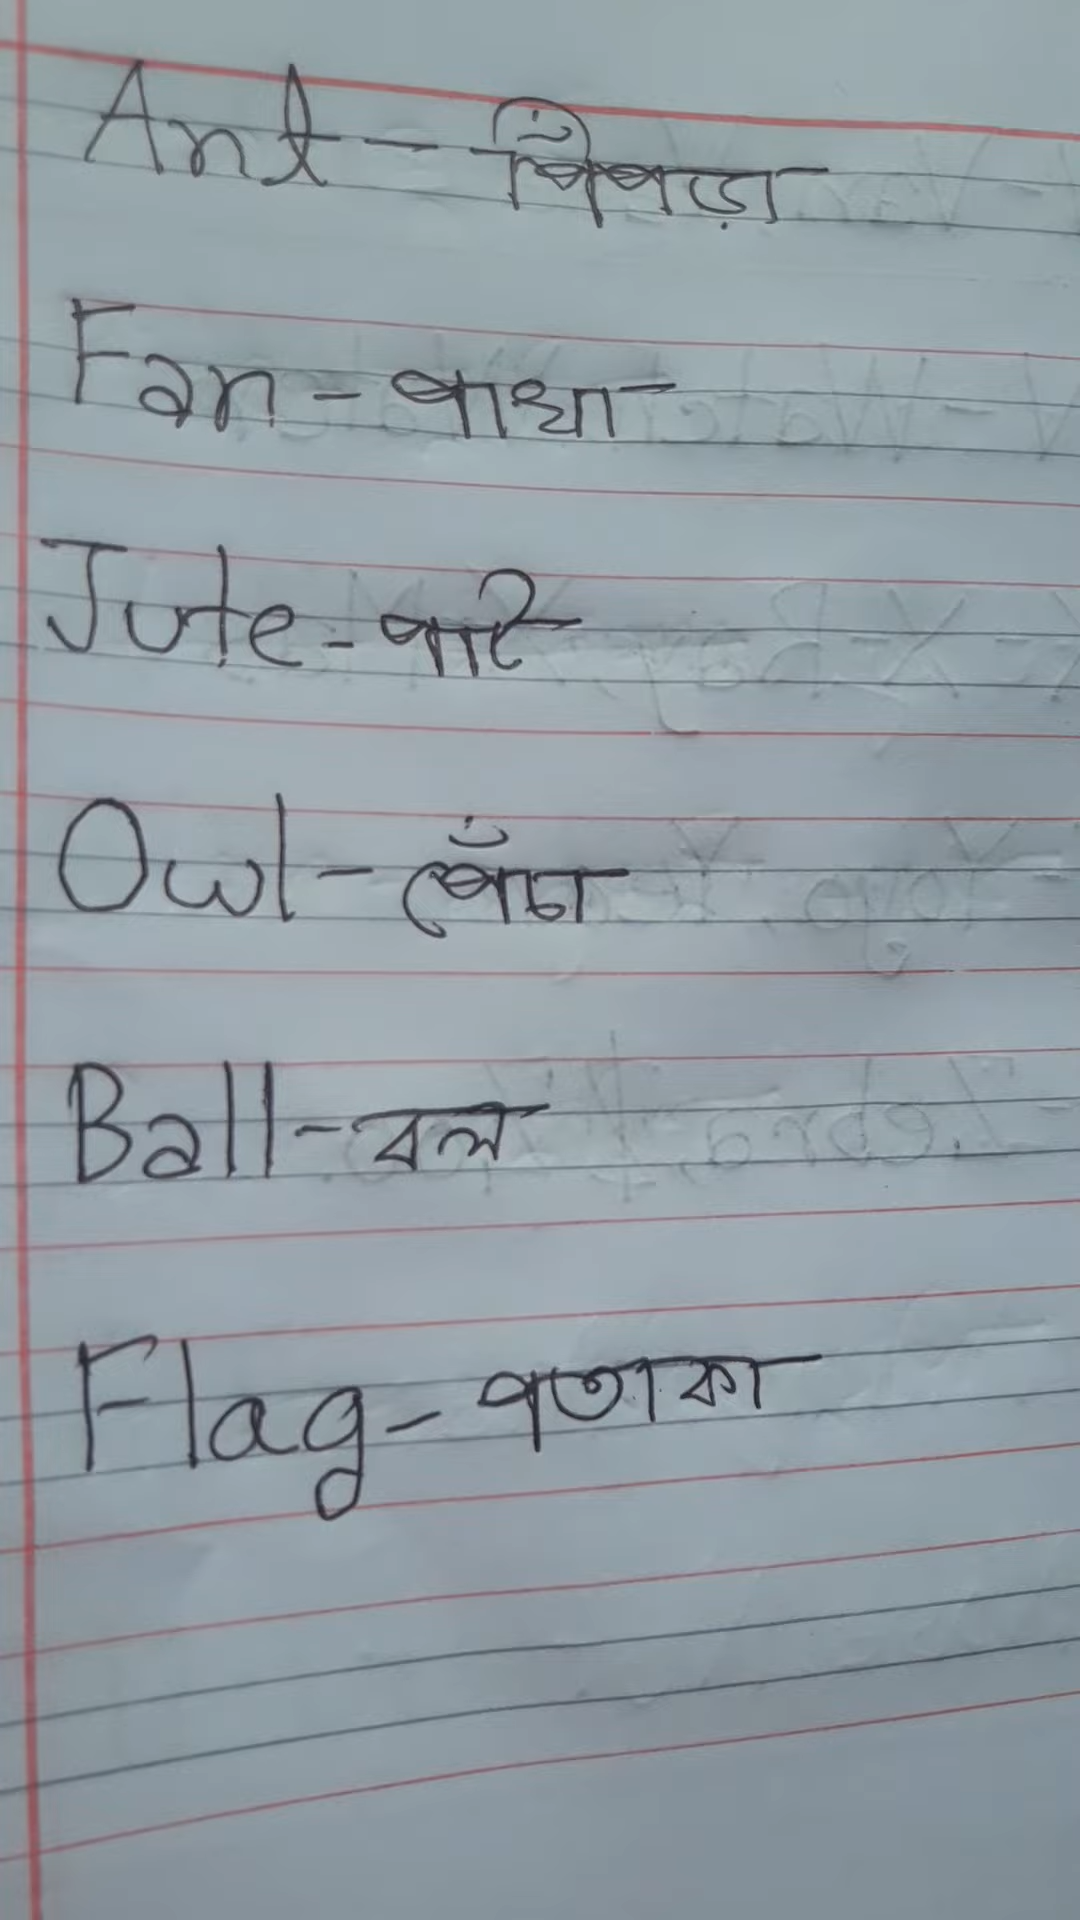 Ant - পিঁপড়া
Fan - পাখা
Jute - পাট
Owl - পেঁচা
Ball - বল
Flag - পতাকা